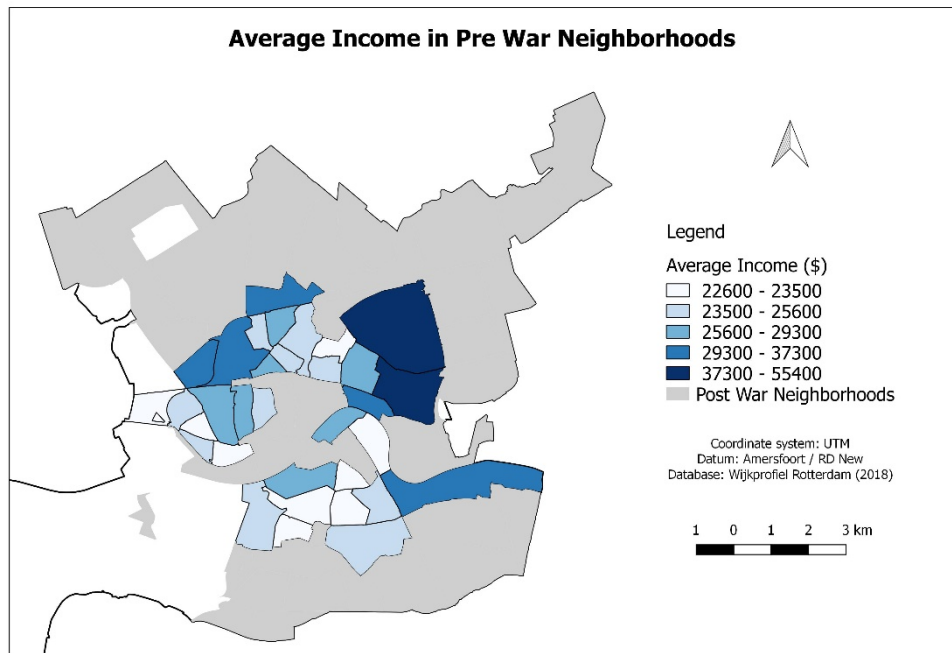 Average Income in Pre War Neighborhoods
Legend
Average Income ($)
22600 - 23500
23500 - 25600
25600 - 29300
29300 - 37300
37300 - 55400
Post War Neighborhoods
Coordinate system: UTM
Datum: Amersfoort / RD New
Database: Wijkprofiel Rotterdam (2018)
1 0 1 2 3 km